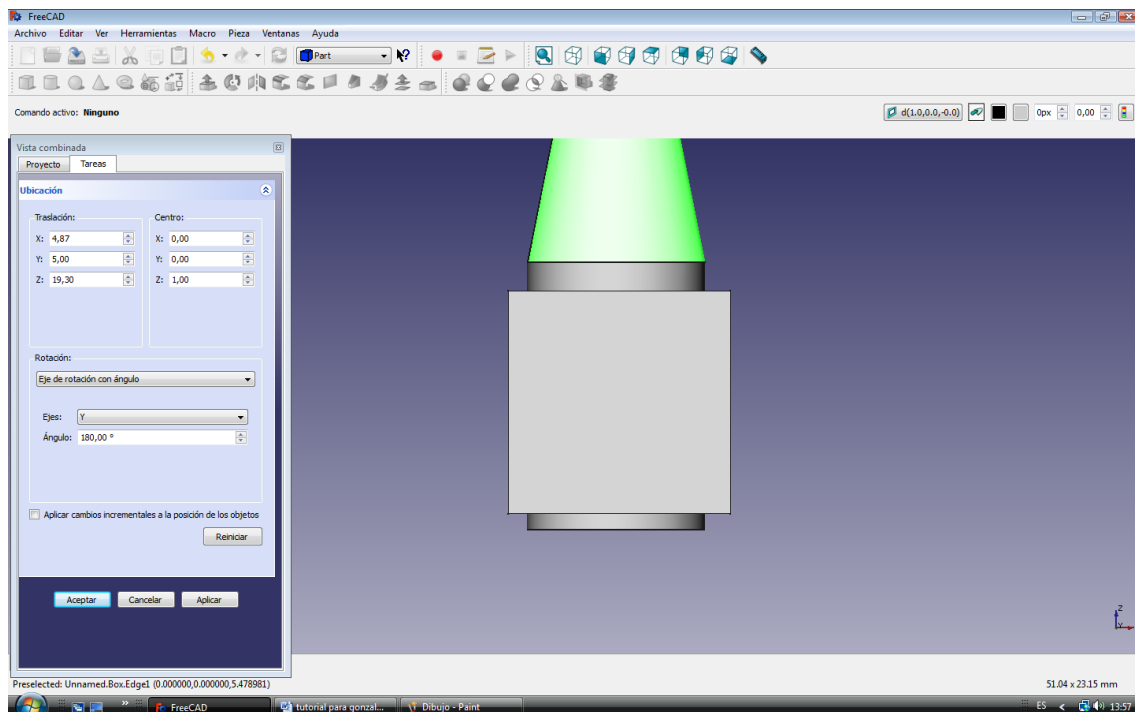 FreeCAD
Archivo Editar Ver Herramientas Macro Pieza Ventanas Ayuda
Part
Comando activo: Ninguno
d(1.0,0.0,-0.0)
0px
0,00
Vista combinada
Proyecto Tareas
Ubicación
Traslación: Centro:
X: 4,87 X: 0,00
Y: 5,00 Y: 0,00
Z: 19,30 Z: 1,00
Rotación:
Eje de rotación con ángulo
Ejes: Y
Ángulo: 180,00 °
Aplicar cambios incrementales a la posición de los objetos
Reiniciar
Aceptar Cancelar Aplicar
Z
Y
Preselected: Unnamed.Box.Edge1 (0.000000,0.000000,5.478981)
51.04 x 23.15 mm
FreeCAD
tutorial para gonzal...
Dibujo - Paint
ES
13:57